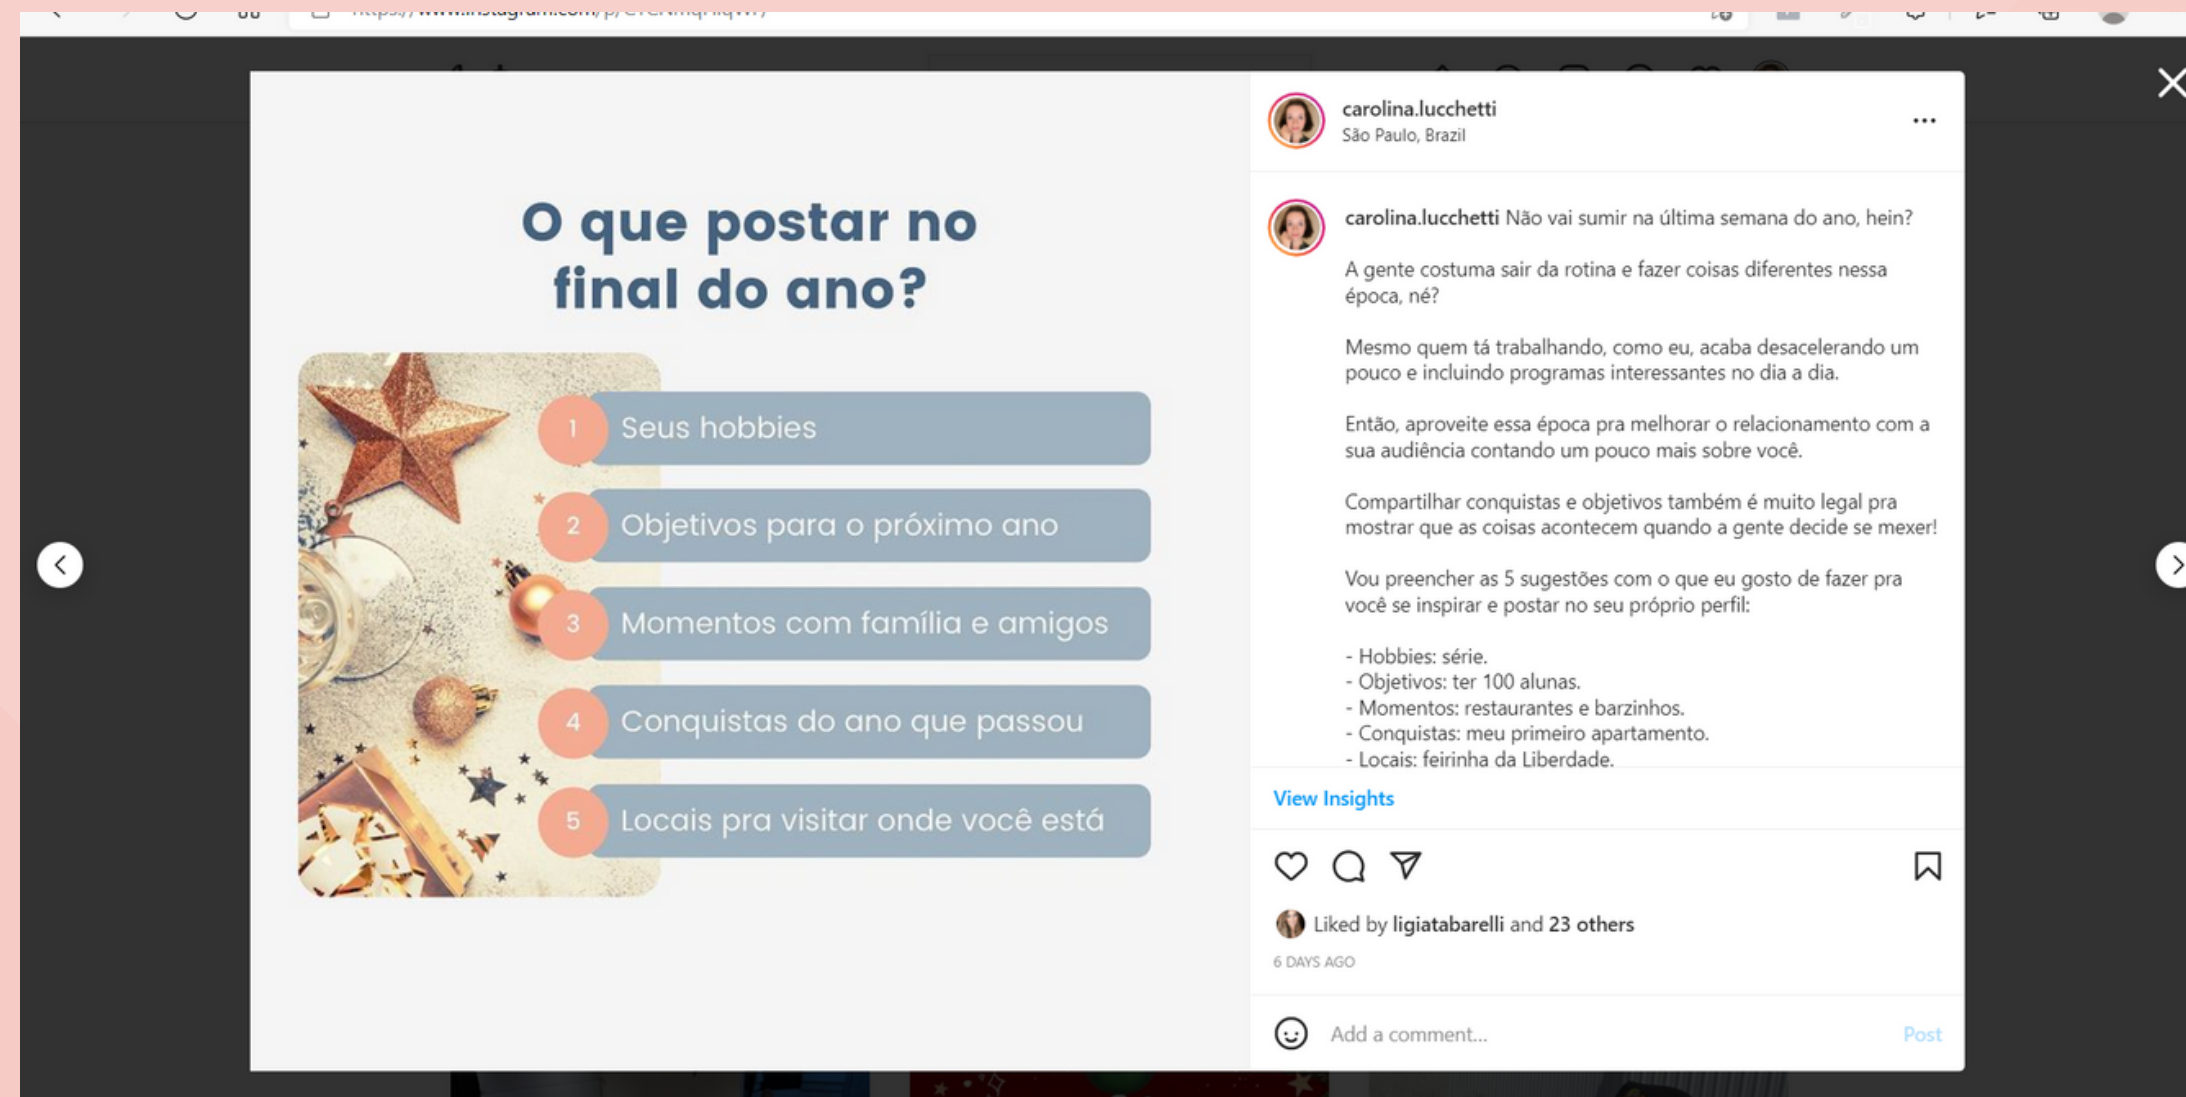 O que postar no
final do ano?
1 Seus hobbies
2 Objetivos para o próximo ano
3 Momentos com família e amigos
4 Conquistas do ano que passou
5 Locais pra visitar onde você está
carolina.lucchetti
São Paulo, Brazil
carolina.lucchetti Não vai sumir na última semana do ano, hein?
A gente costuma sair da rotina e fazer coisas diferentes nessa
época, né?
Mesmo quem tá trabalhando, como eu, acaba desacelerando um
pouco e incluindo programas interessantes no dia a dia.
Então, aproveite essa época pra melhorar o relacionamento com a
sua audiência contando um pouco mais sobre você.
Compartilhar conquistas e objetivos também é muito legal pra
mostrar que as coisas acontecem quando a gente decide se mexer!
Vou preencher as 5 sugestões com o que eu gosto de fazer pra
você se inspirar e postar no seu próprio perfil:
- Hobbies: série.
- Objetivos: ter 100 alunas.
- Momentos: restaurantes e barzinhos.
- Conquistas: meu primeiro apartamento.
- Locais: feirinha da Liberdade.
View Insights
Liked by ligiatabarelli and 23 others
6 DAYS AGO
Add a comment...
Post